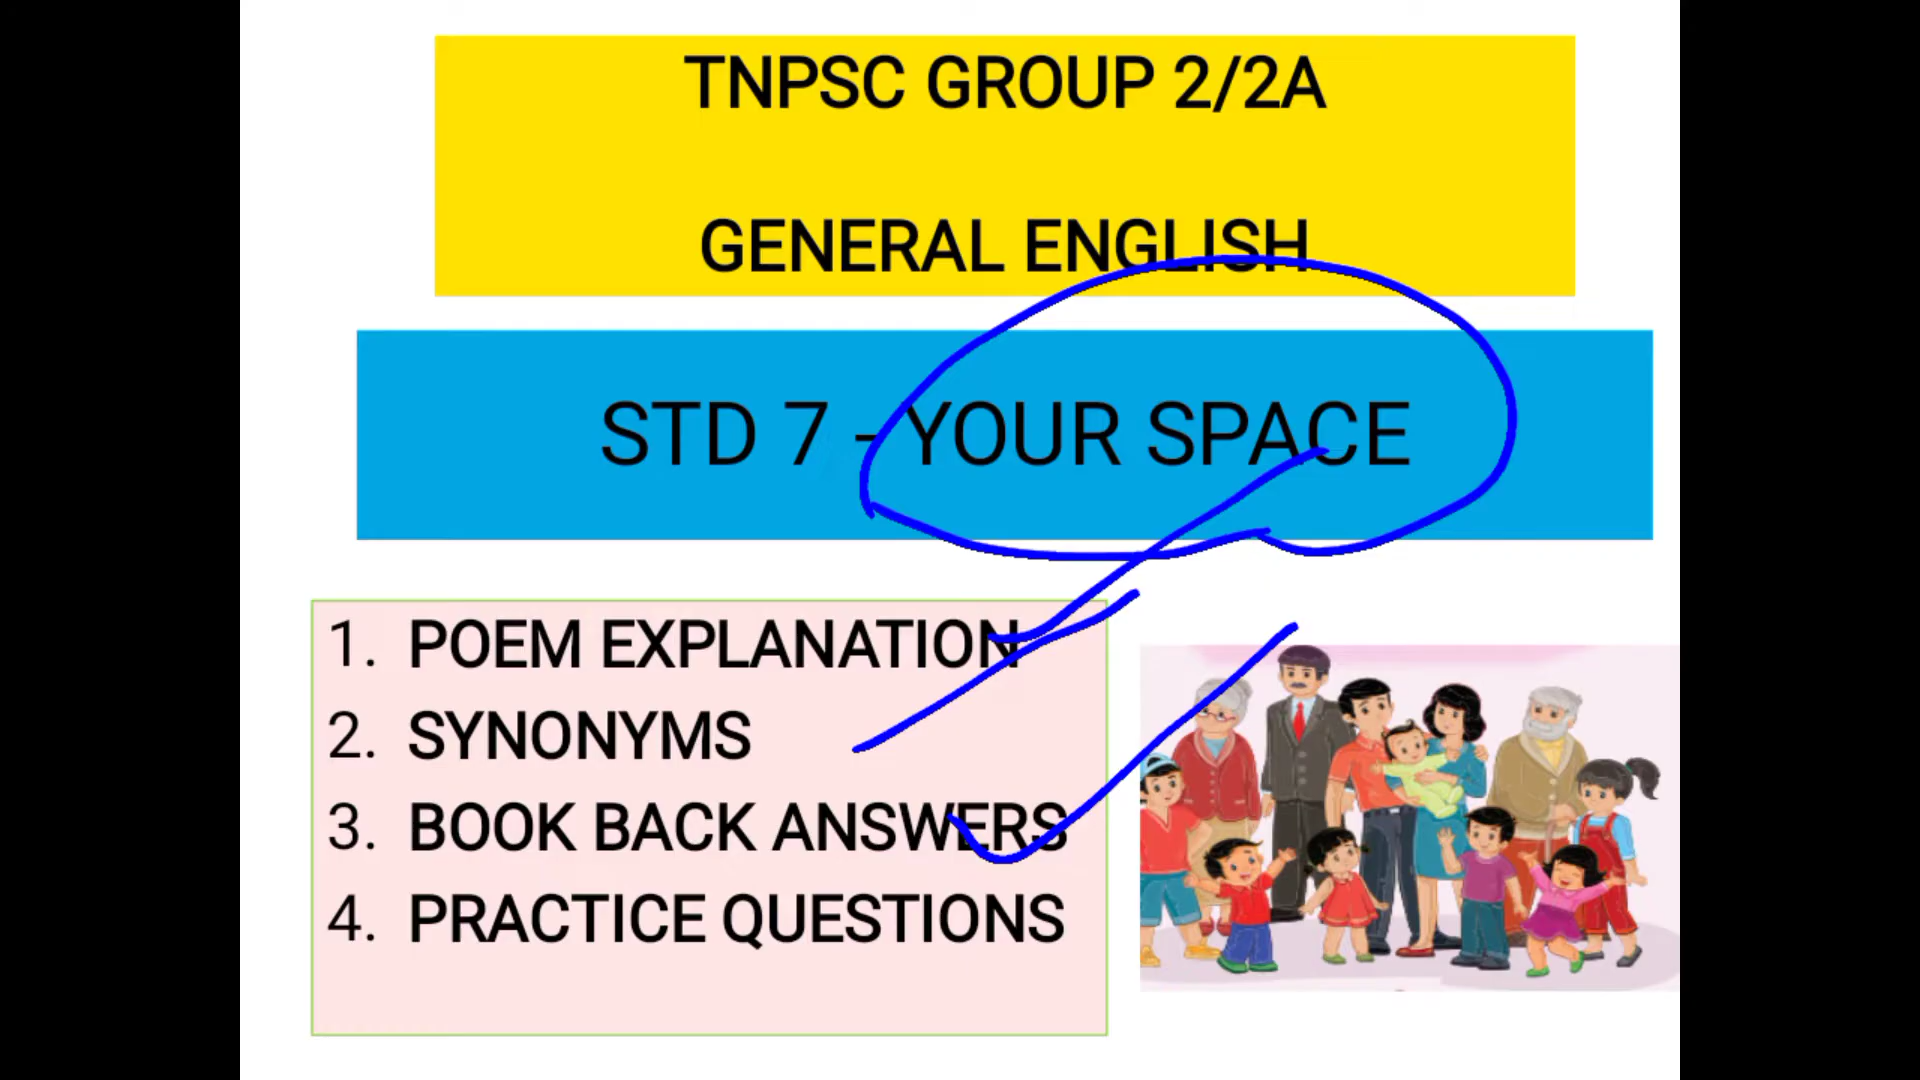 TNPSC GROUP 2/2A
GENERAL ENGLISH
STD 7 - YOUR SPACE
1. POEM EXPLANATION
2. SYNONYMS
3. BOOK BACK ANSWERS
4. PRACTICE QUESTIONS